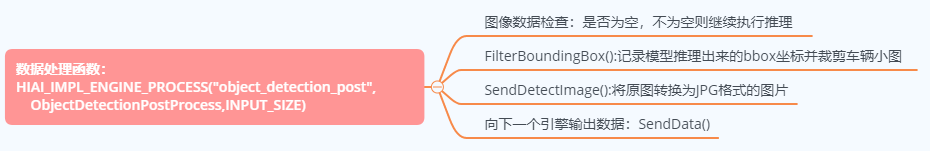 数据处理函数：
HIAI_IMPL_ENGINE_PROCESS("object_detection_post",
ObjectDetectionPostProcess,INPUT_SIZE)
图像数据检查：是否为空，不为空则继续执行推理
FilterBoundingBox():记录模型推理出来的bbox坐标并裁剪车辆小图
SendDetectImage():将原图转换为JPG格式的图片
向下一个引擎输出数据：SendData()